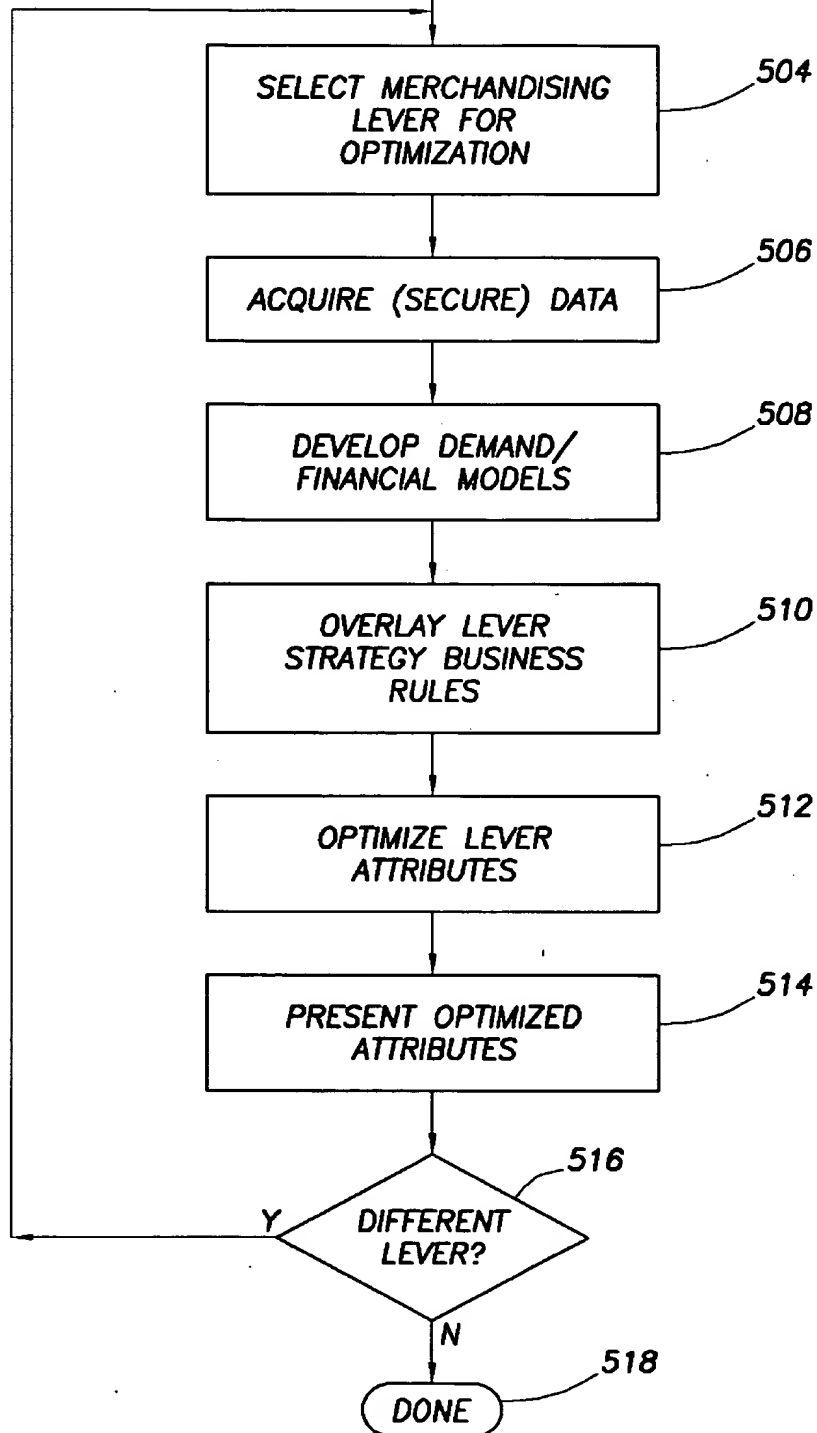 SELECT MERCHANDISING
LEVER FOR
OPTIMIZATION
504
ACQUIRE (SECURE) DATA
506
DEVELOP DEMAND/
FINANCIAL MODELS
508
OVERLAY LEVER
STRATEGY BUSINESS
RULES
510
OPTIMIZE LEVER
ATTRIBUTES
512
PRESENT OPTIMIZED
ATTRIBUTES
514
DIFFERENT
LEVER?
516
Y
N
DONE
518